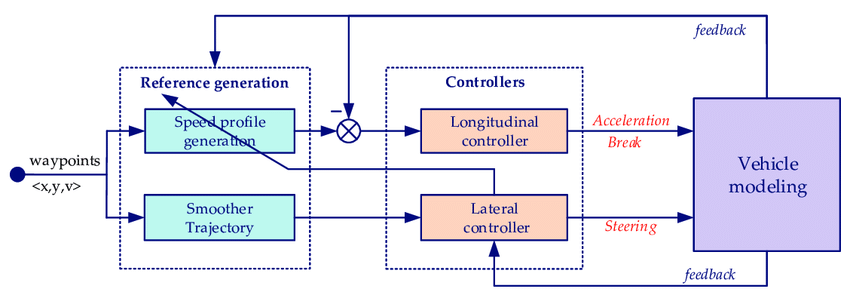 feedback
Reference generation
Controllers
Speed profile
generation
−
Longitudinal
controller
Acceleration
Break
waypoints
<x,y,v>
Vehicle
modeling
Smoother
Trajectory
Lateral
controller
Steering
feedback